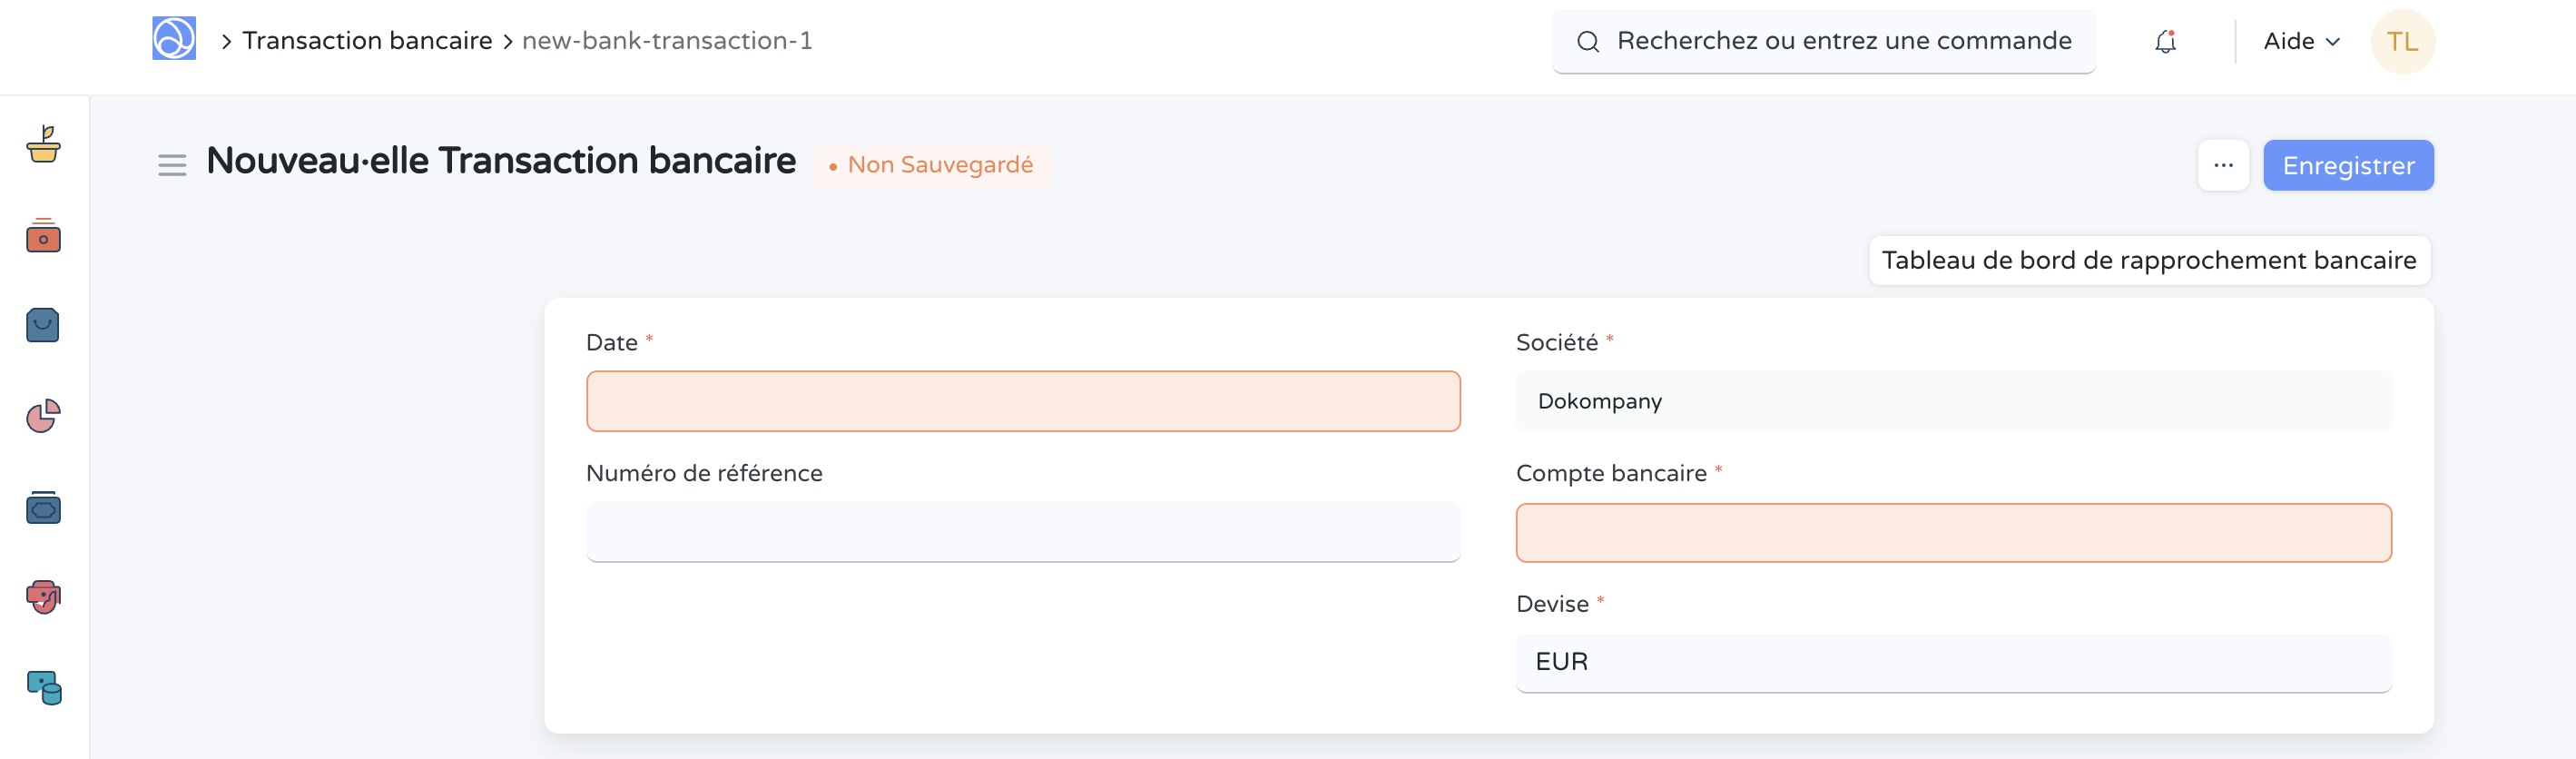 Transaction bancaire
new-bank-transaction-1
Recherchez ou entrez une commande
Aide
TL
Nouveau·elle Transaction bancaire
Non Sauvegardé
···
Enregistrer
Tableau de bord de rapprochement bancaire
Date *
Société *
Dokompany
Numéro de référence
Compte bancaire *
Devise *
EUR